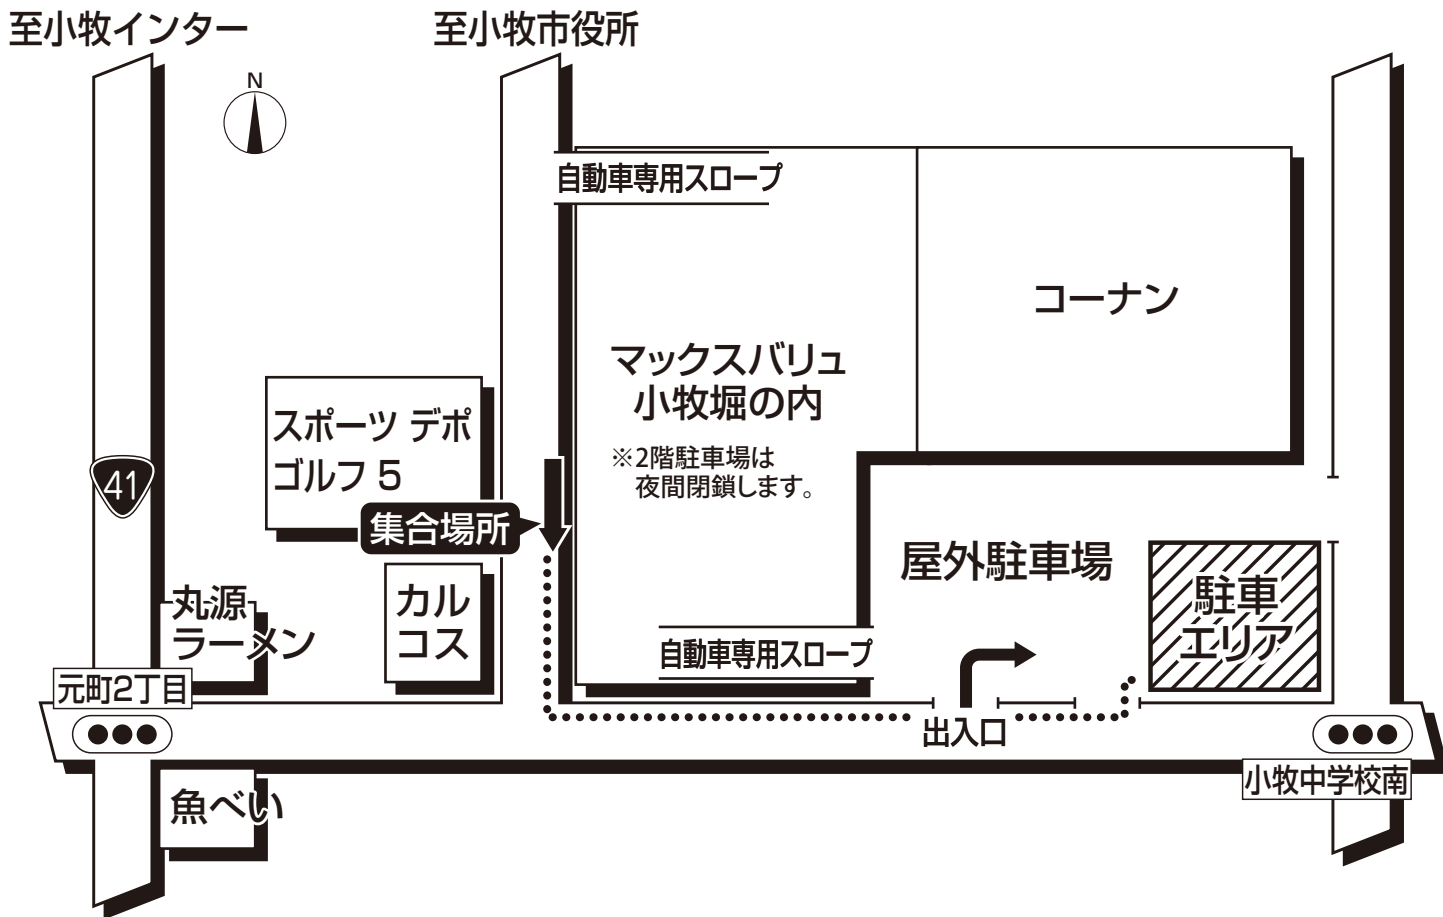 至小牧インター
至小牧市役所
N
自動車専用スロープ
コーナン
マックスバリュ
小牧堀の内
※2階駐車場は
夜間閉鎖します。
スポーツ デポ
ゴルフ 5
41
集合場所
屋外駐車場
駐車
エリア
カル
コス
丸源
ラーメン
自動車専用スロープ
元町2丁目
出入口
小牧中学校南
魚べい